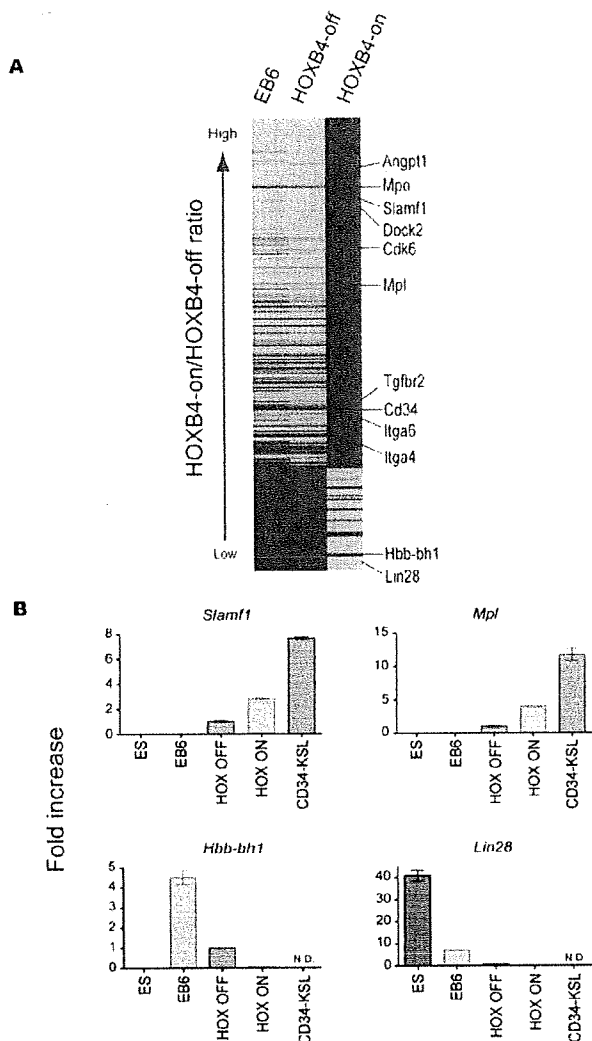 A
EB6
HOXB4-off
HOXB4-on
High
HOXB4-on/HOXB4-off ratio
Low
Angpt1
Mpo
Slamf1
Dock2
Cdk6
Mpl
Tgfbr2
Cd34
Itga6
Itga4
Hbb-bh1
Lin28
B
Fold increase
Slamf1
8
6
4
2
0
ES
EB6
HOX OFF
HOX ON
CD34-KSL
Mpl
15
10
5
0
ES
EB6
HOX OFF
HOX ON
CD34-KSL
Hbb-bh1
5
4
3
2
1
0
N.D.
ES
EB6
HOX OFF
HOX ON
CD34-KSL
Lin28
40
30
20
10
0
N D
ES
EB6
HOX OFF
HOX ON
CD34-KSL